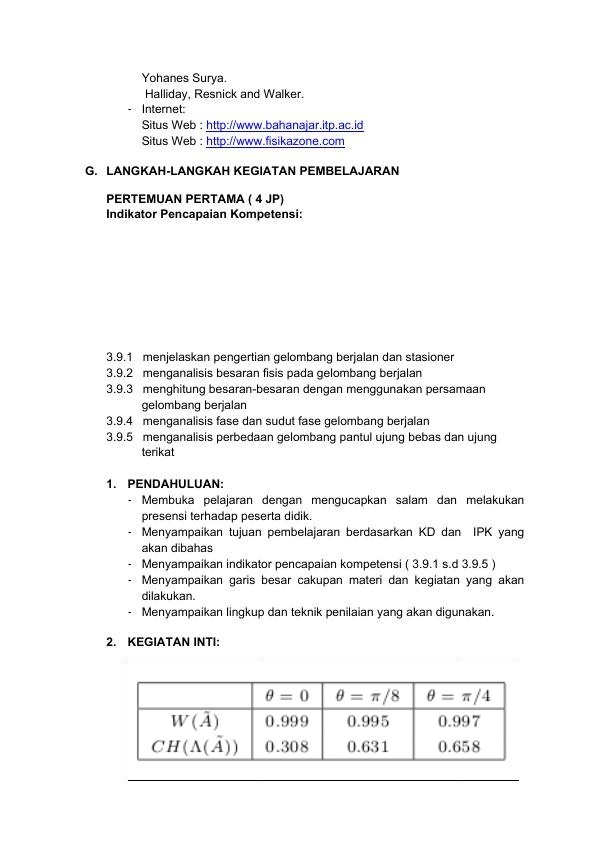 Yohanes Surya.
Halliday, Resnick and Walker.
- Internet:
Situs Web : http://www.bahanajar.itp.ac.id
Situs Web : http://www.fisikazone.com
G. LANGKAH-LANGKAH KEGIATAN PEMBELAJARAN
PERTEMUAN PERTAMA ( 4 JP)
Indikator Pencapaian Kompetensi:
3.9.1 menjelaskan pengertian gelombang berjalan dan stasioner
3.9.2 menganalisis besaran fisis pada gelombang berjalan
3.9.3 menghitung besaran-besaran dengan menggunakan persamaan
gelombang berjalan
3.9.4 menganalisis fase dan sudut fase gelombang berjalan
3.9.5 menganalisis perbedaan gelombang pantul ujung bebas dan ujung
terikat
1. PENDAHULUAN:
- Membuka pelajaran dengan mengucapkan salam dan melakukan
presensi terhadap peserta didik.
- Menyampaikan tujuan pembelajaran berdasarkan KD dan IPK yang
akan dibahas
- Menyampaikan indikator pencapaian kompetensi ( 3.9.1 s.d 3.9.5 )
- Menyampaikan garis besar cakupan materi dan kegiatan yang akan
dilakukan.
- Menyampaikan lingkup dan teknik penilaian yang akan digunakan.
2. KEGIATAN INTI:
θ = 0 θ = π/8 θ = π/4
W(Ã) 0.999 0.995 0.997
CH(Λ(Ã)) 0.308 0.631 0.658